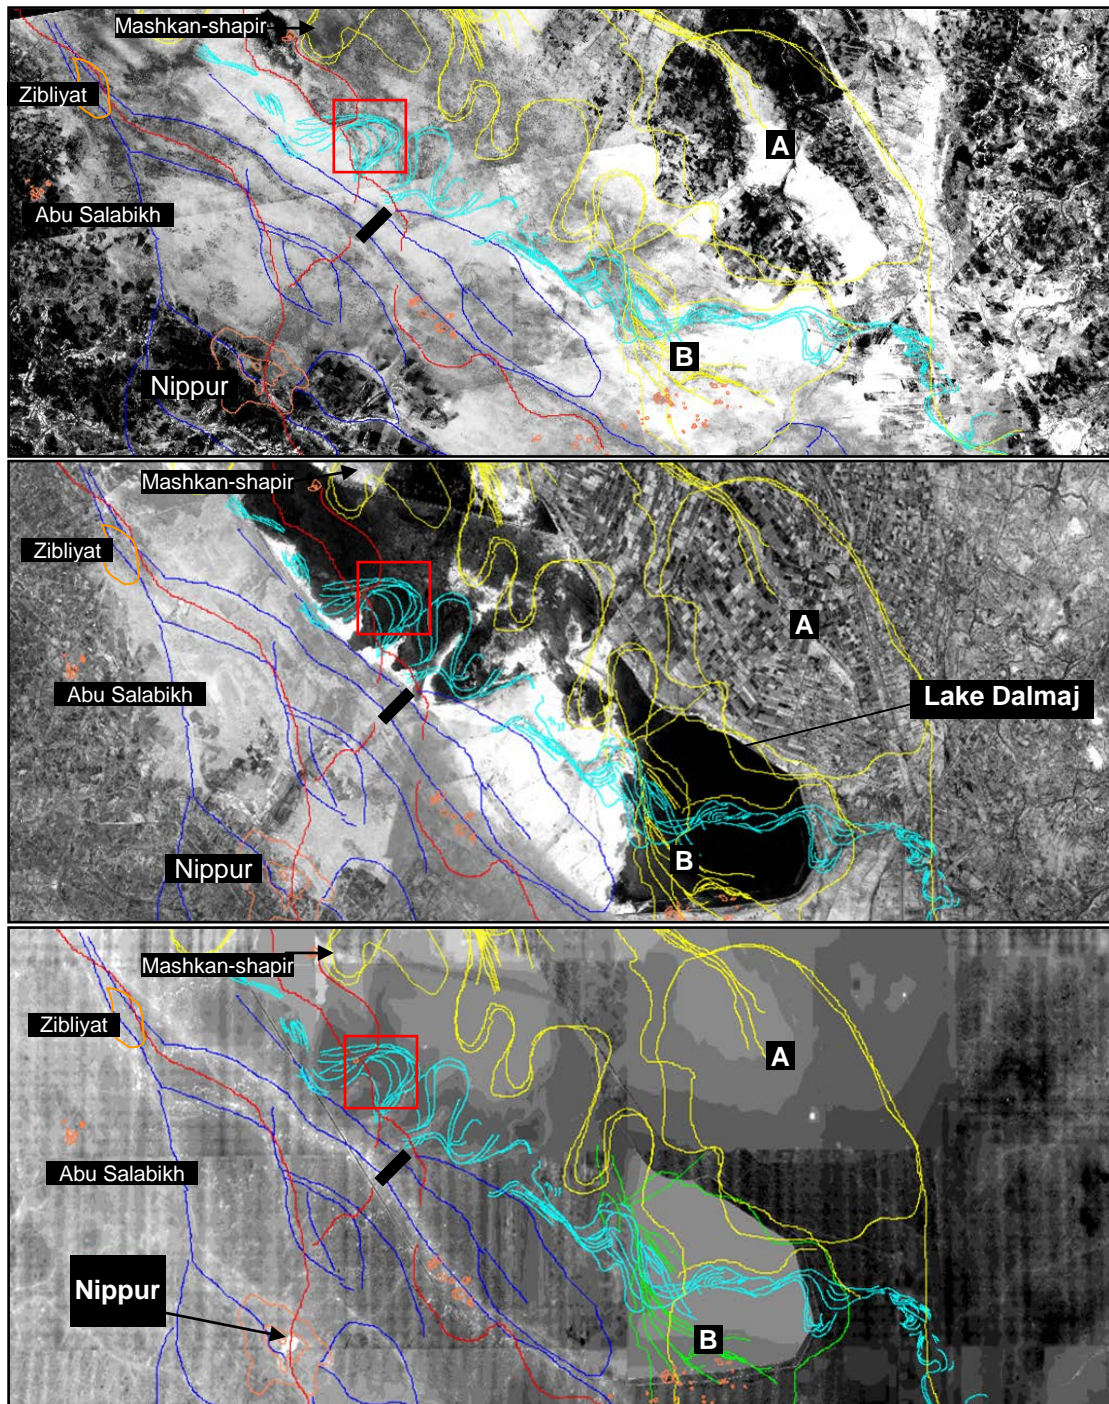 Mashkan-shapir
Zibliyat
A
Abu Salabikh
B
Nippur
Mashkan-shapir
Zibliyat
A
Abu Salabikh
Lake Dalmaj
B
Nippur
Mashkan-shapir
Zibliyat
A
Abu Salabikh
Nippur
B